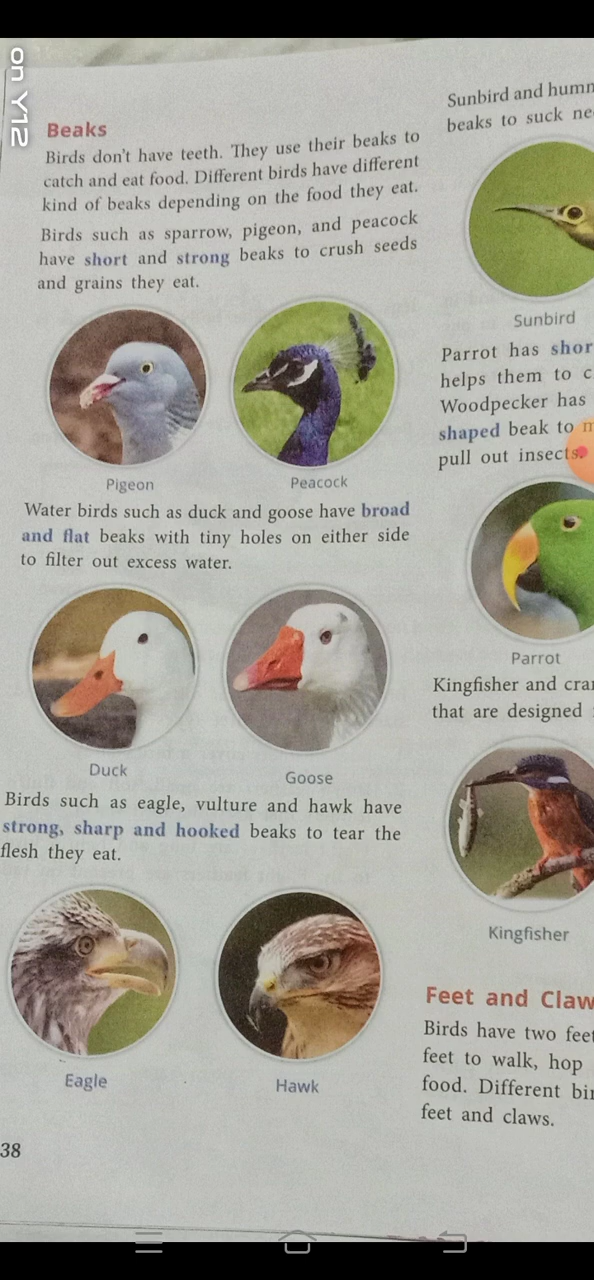 on Y12
Beaks
Birds don't have teeth. They use their beaks to
catch and eat food. Different birds have different
kind of beaks depending on the food they eat.
Birds such as sparrow, pigeon, and peacock
have short and strong beaks to crush seeds
and grains they eat.
Pigeon
Peacock
Water birds such as duck and goose have broad
and flat beaks with tiny holes on either side
to filter out excess water.
Duck
Goose
Birds such as eagle, vulture and hawk have
strong, sharp and hooked beaks to tear the
flesh they eat.
Eagle
Hawk
38
Sunbird and
beaks to suck
Sunbird
Parrot has
helps them to
Woodpecker has
shaped beak to
pull out insects.
Parrot
Kingfisher and
that are designed
Kingfisher
Feet and
Birds have two
feet to walk, hop
food. Different
feet and claws.